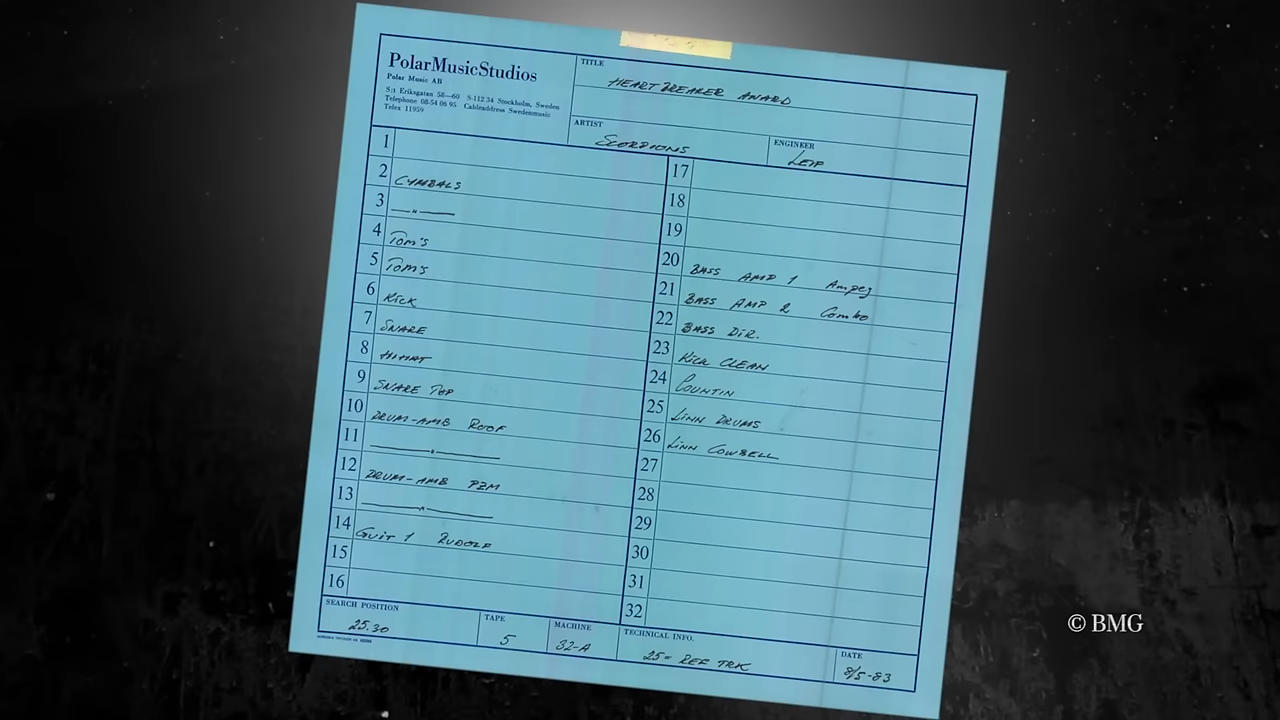 PolarMusicStudios
Polar Music AB
S:t Eriksgatan 58—60 S-112 34 Stockholm, Sweden
Telephone 08-54 06 95 Cableaddress Swedenmusic
Telex 11959
TITLE
HEARTBREAKER AWARD
ARTIST
SCORPIONS
ENGINEER
LEIF
1
2 CYMBALS
3 —"—
4 TOM'S
5 TOM'S
6 KICK
7 SNARE
8 HIHAT
9 SNARE TOP
10 DRUM-AMB ROOF
11 —"—
12 DRUM-AMB PZM
13 —"—
14 GUIT 1 RUDOLF
15
16
17
18
19
20 BASS AMP 1 Ampeg
21 BASS AMP 2 Combo
22 BASS DIR.
23 KICK CLEAN
24 COUNTIN
25 LINN DRUMS
26 LINN COWBELL
27
28
29
30
31
32
SEARCH POSITION
25.30
TAPE
5
MACHINE
32-A
TECHNICAL INFO.
25= REF TRK
DATE
8/5-83
© BMG